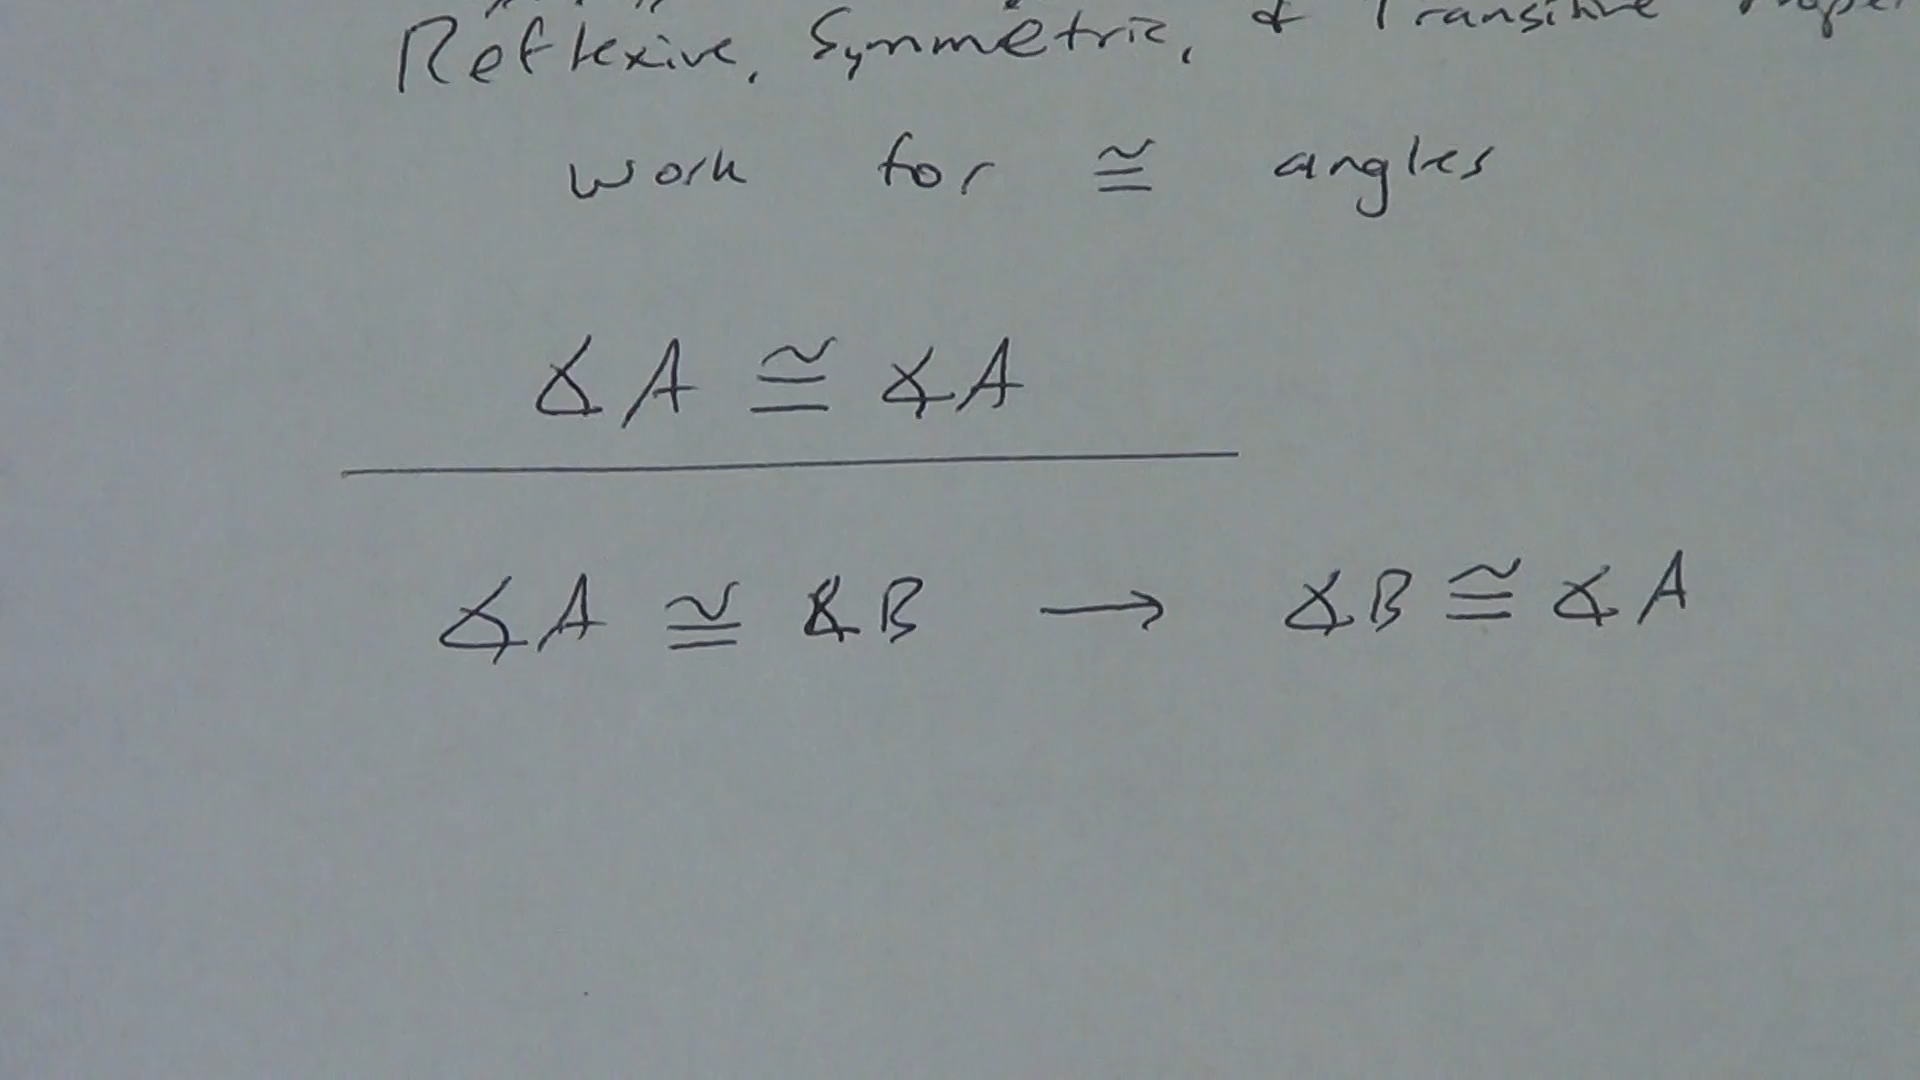 Reflexive, Symmetric, & Transitive
work for ≅ angles
∡A ≅ ∡A
∡A ≅ ∡B → ∡B ≅ ∡A